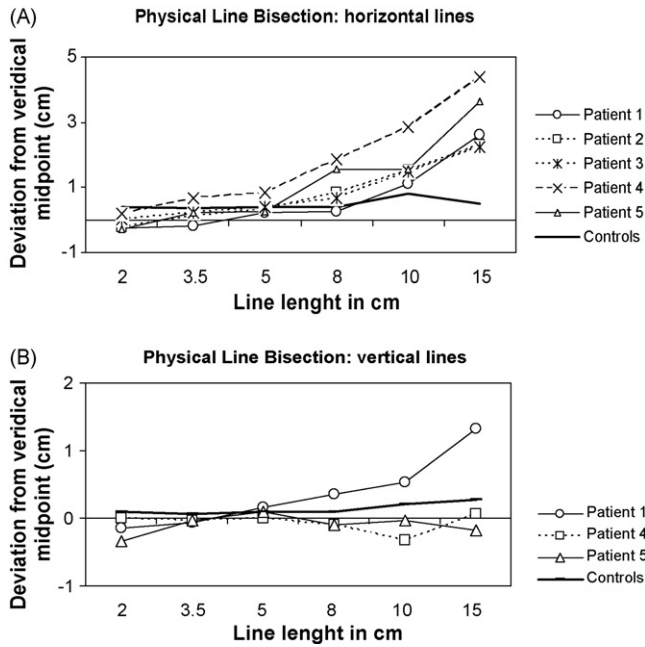 (A)
Physical Line Bisection: horizontal lines
Deviation from veridical
midpoint (cm)
5
3
1
-1
2 3.5 5 8 10 15
Line lenght in cm
Patient 1
Patient 2
Patient 3
Patient 4
Patient 5
Controls
(B)
Physical Line Bisection: vertical lines
Deviation from veridical
midpoint (cm)
2
1
0
-1
2 3.5 5 8 10 15
Line lenght in cm
Patient 1
Patient 4
Patient 5
Controls